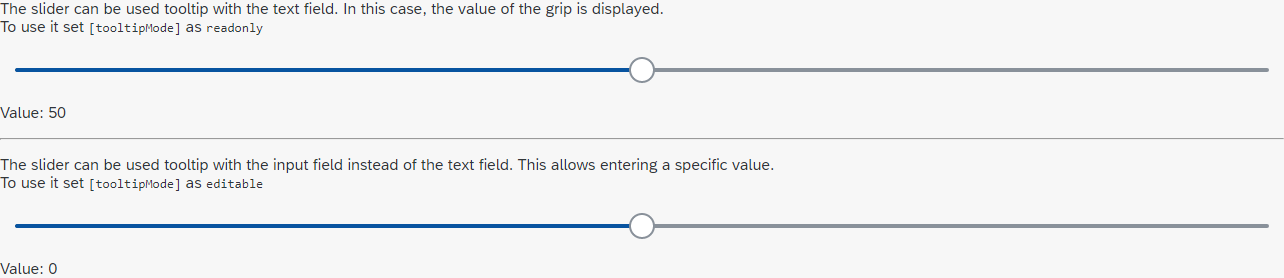 The slider can be used tooltip with the text field. In this case, the value of the grip is displayed.
To use it set [tooltipMode] as readonly
Value: 50
The slider can be used tooltip with the input field instead of the text field. This allows entering a specific value.
To use it set [tooltipMode] as editable
Value: 0